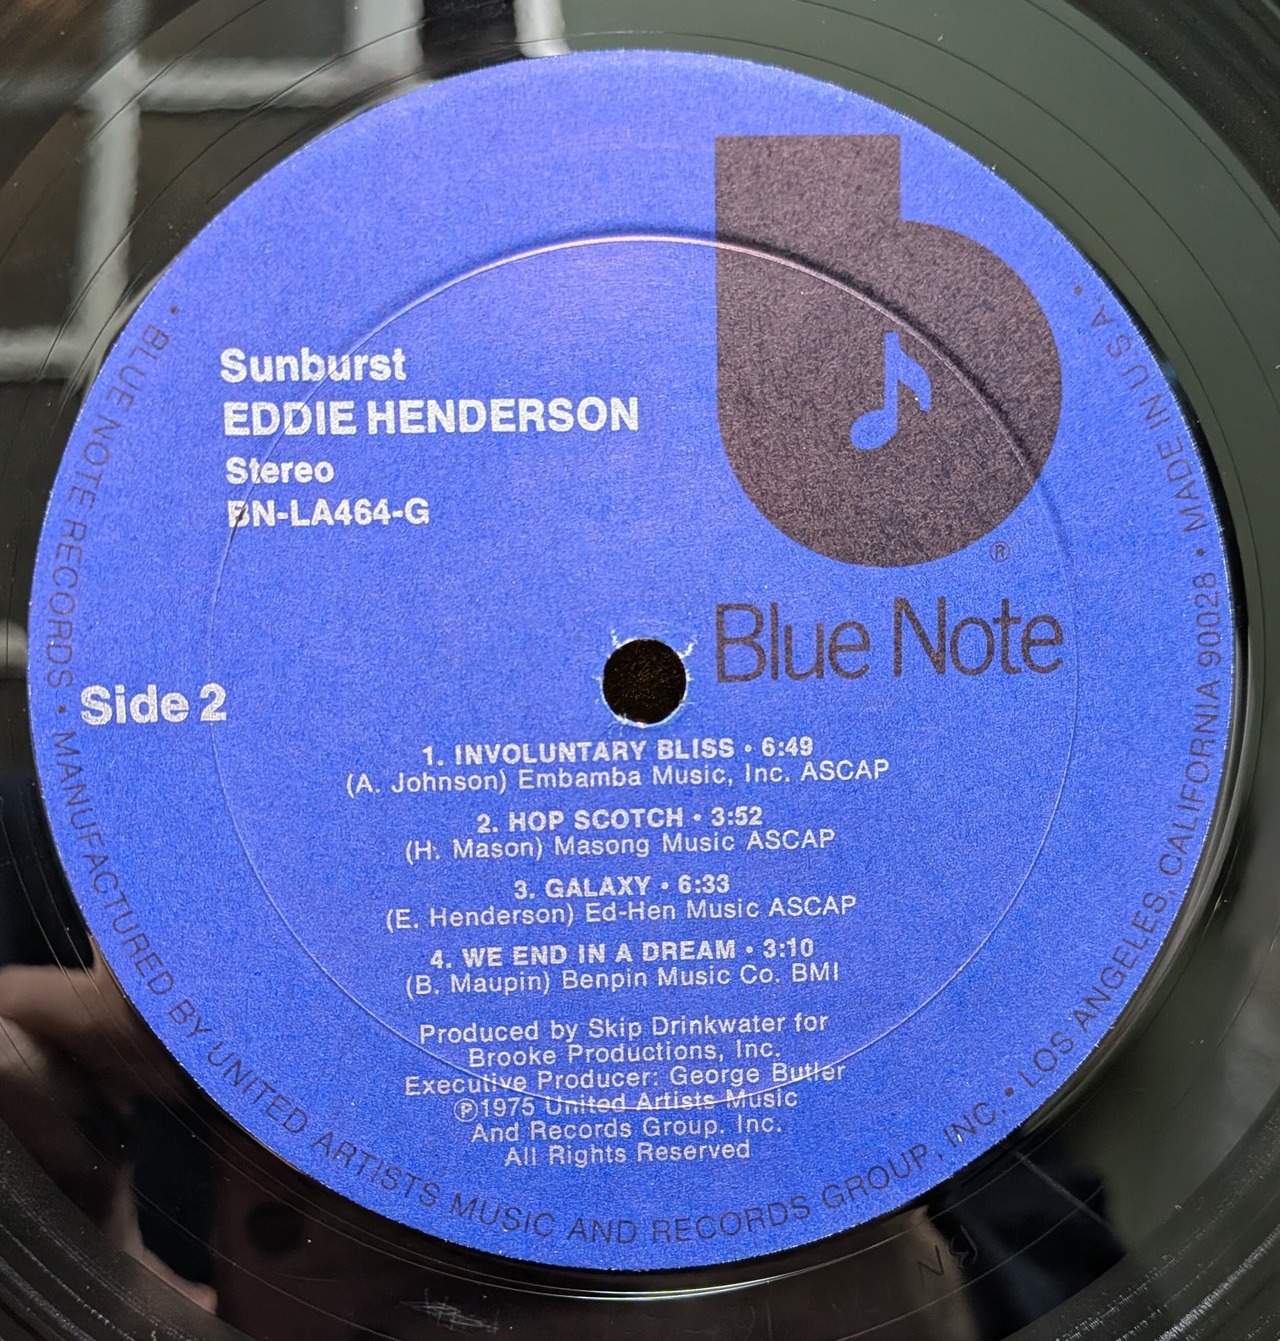 Sunburst
EDDIE HENDERSON
Stereo
BN-LA464-G
®
Blue Note
Side 2
1. INVOLUNTARY BLISS • 6:49
(A. Johnson) Embamba Music, Inc. ASCAP
2. HOP SCOTCH • 3:52
(H. Mason) Masong Music ASCAP
3. GALAXY • 6:33
(E. Henderson) Ed-Hen Music ASCAP
4. WE END IN A DREAM • 3:10
(B. Maupin) Benpin Music Co. BMI
Produced by Skip Drinkwater for
Brooke Productions, Inc.
Executive Producer: George Butler
℗1975 United Artists Music
And Records Group. Inc.
All Rights Reserved
• BLUE NOTE RECORDS • MANUFACTURED BY UNITED ARTISTS MUSIC AND RECORDS GROUP, INC. • LOS ANGELES, CALIFORNIA 90028 • MADE IN U.S.A. •